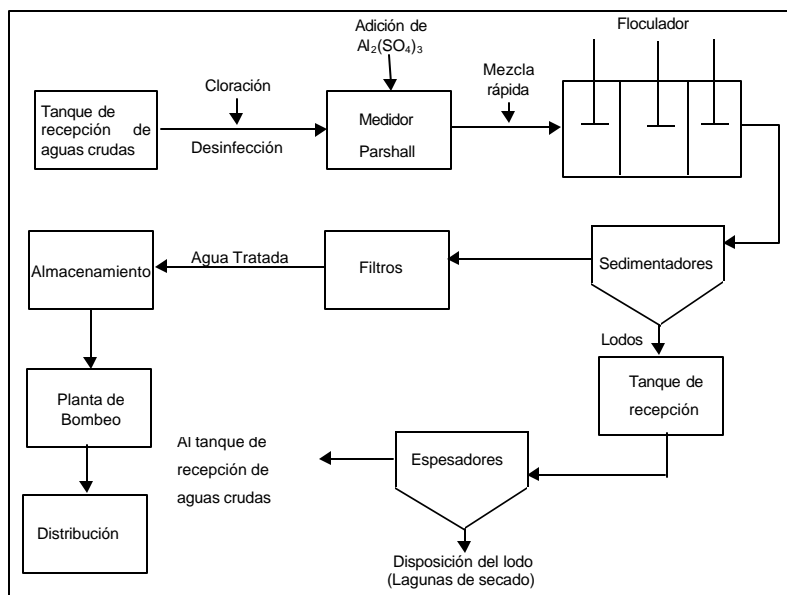 Adición de
Al₂(SO₄)₃
Floculador
Cloración
Mezcla
rápida
Tanque de
recepción de
aguas crudas
Desinfección
Medidor
Parshall
Almacenamiento
Agua Tratada
Filtros
Sedimentadores
Lodos
Tanque de
recepción
Planta de
Bombeo
Al tanque de
recepción de
aguas crudas
Espesadores
Distribución
Disposición del lodo
(Lagunas de secado)